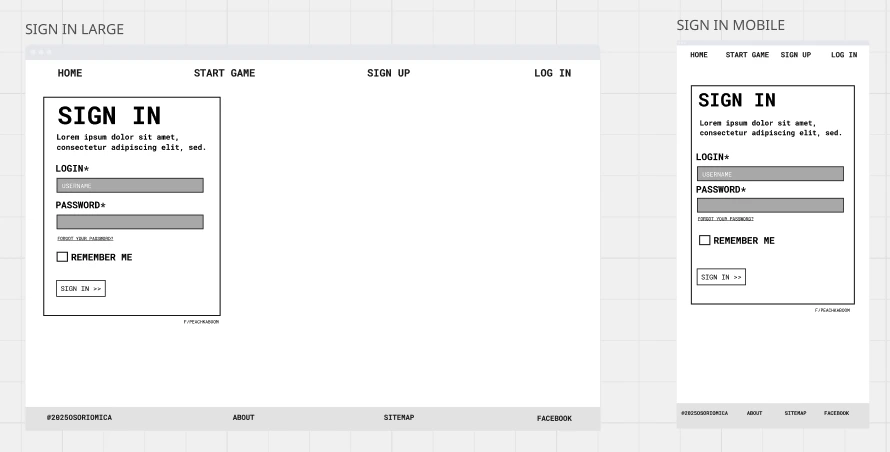 SIGN IN LARGE
HOME START GAME SIGN UP LOG IN
SIGN IN
Lorem ipsum dolor sit amet,
consectetur adipiscing elit, sed.
LOGIN*
USERNAME
PASSWORD*
FORGOT YOUR PASSWORD?
REMEMBER ME
SIGN IN >>
F/PEACHKABOOM
@2025OSORIOMICA ABOUT SITEMAP FACEBOOK
SIGN IN MOBILE
HOME START GAME SIGN UP LOG IN
SIGN IN
Lorem ipsum dolor sit amet,
consectetur adipiscing elit, sed.
LOGIN*
USERNAME
PASSWORD*
FORGOT YOUR PASSWORD?
REMEMBER ME
SIGN IN >>
F/PEACHKABOOM
@2025OSORIOMICA ABOUT SITEMAP FACEBOOK